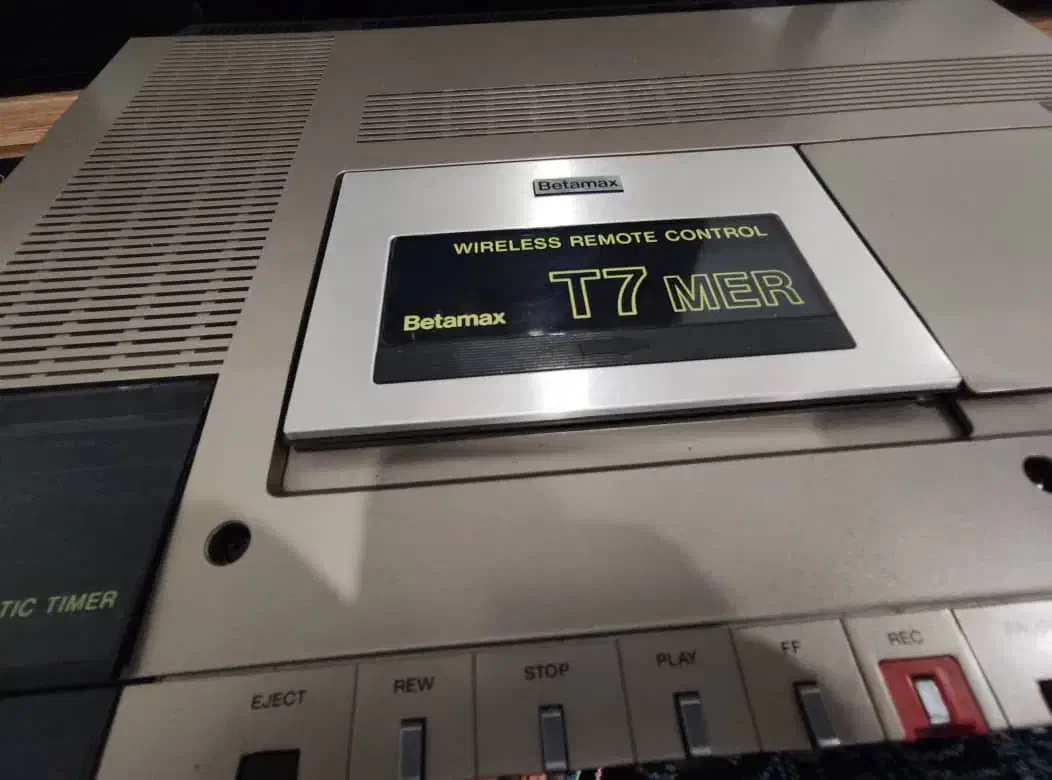 Betamax
WIRELESS REMOTE CONTROL
T7 MER
Betamax
TIC TIMER
EJECT
REW
STOP
PLAY
FF
REC